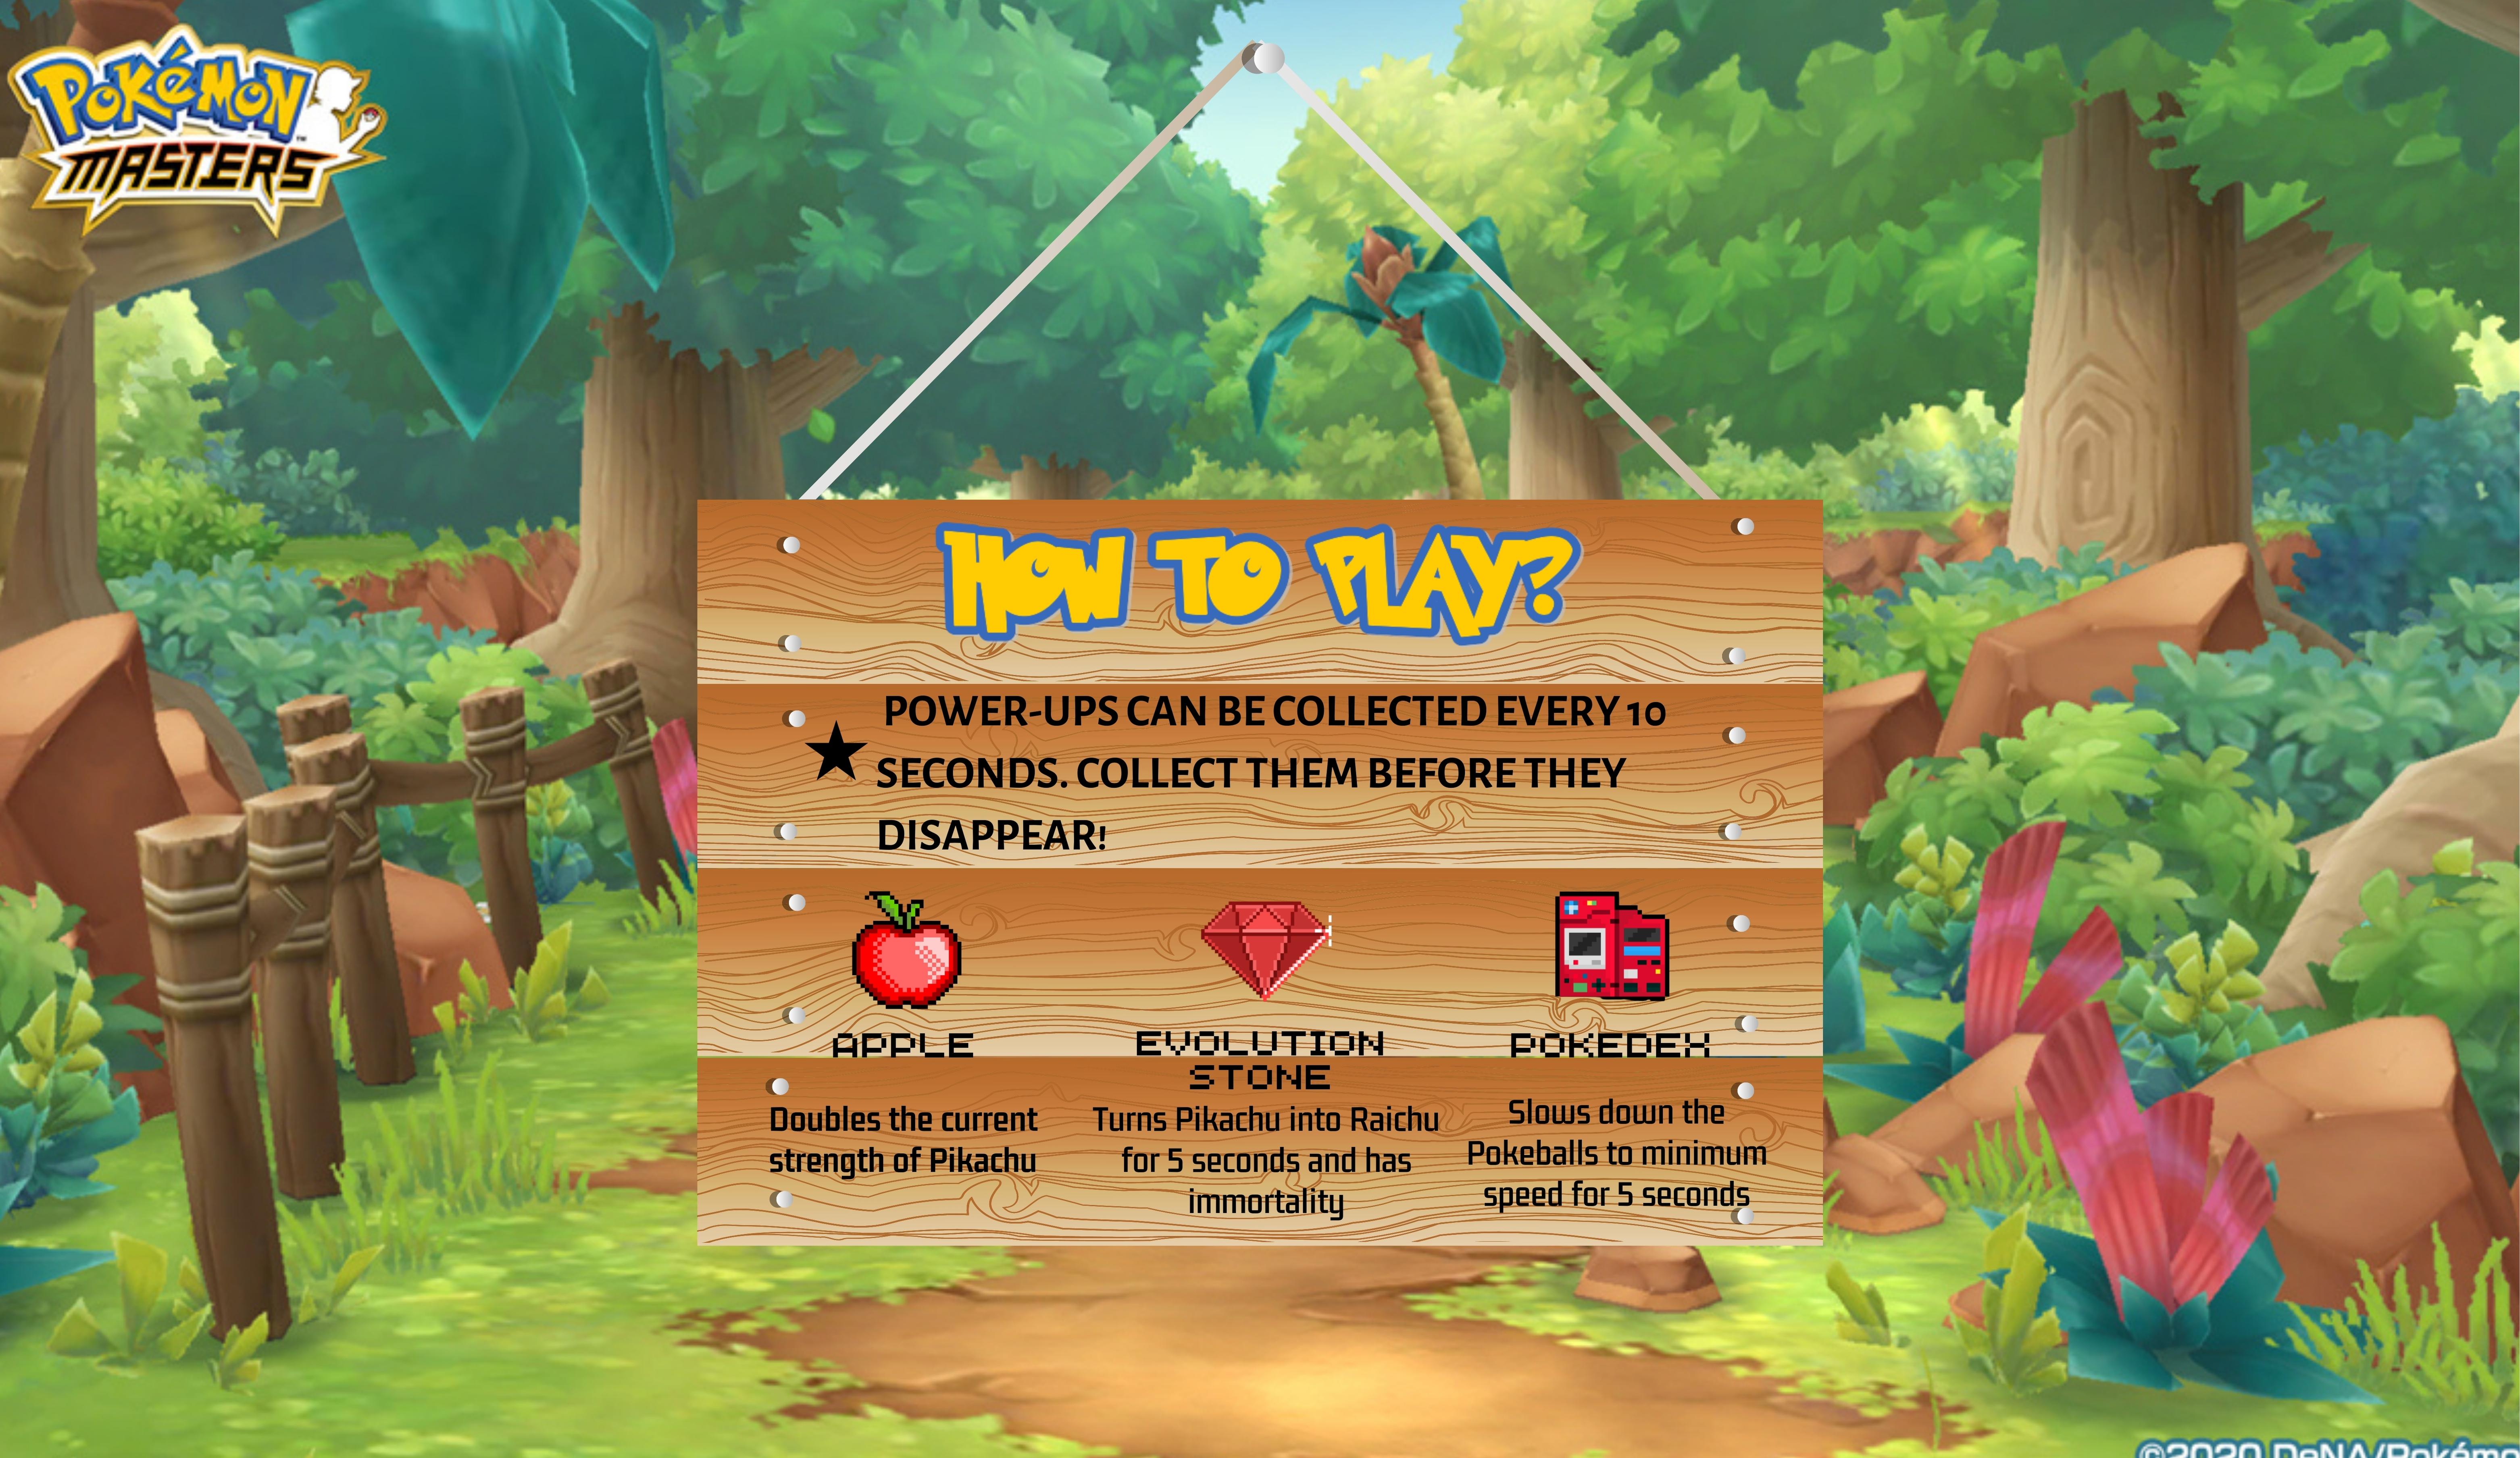 POKéMON
MASTERS
HOW TO PLAY?
POWER-UPS CAN BE COLLECTED EVERY 10
SECONDS. COLLECT THEM BEFORE THEY
DISAPPEAR!
APPLE
EVOLUTION
STONE
POKEDEX
Doubles the current
strength of Pikachu
Turns Pikachu into Raichu
for 5 seconds and has
immortality
Slows down the
Pokeballs to minimum
speed for 5 seconds
©2020 DeNA/Pokémo